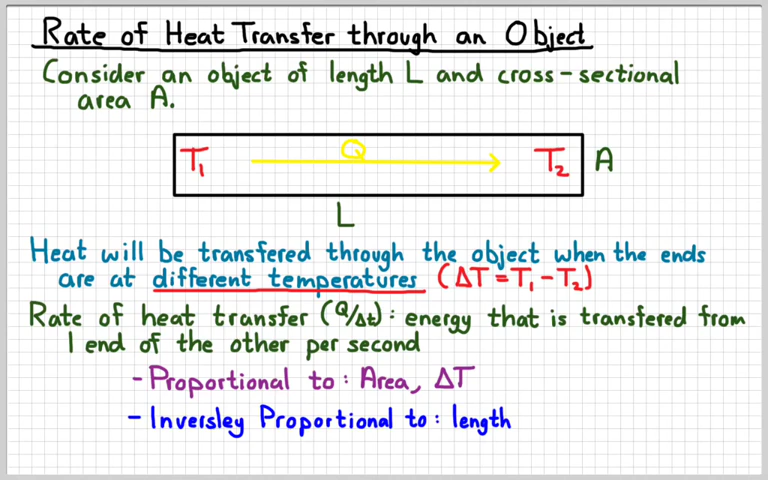 Rate of Heat Transfer through an Object
Consider an object of length L and cross-sectional
area A.
T₁ Q T₂ A
L
Heat will be transfered through the object when the ends
are at different temperatures (ΔT = T₁ - T₂)
Rate of heat transfer (Q/Δt) : energy that is transfered from
1 end of the other per second
- Proportional to : Area, ΔT
- Inversley Proportional to : length